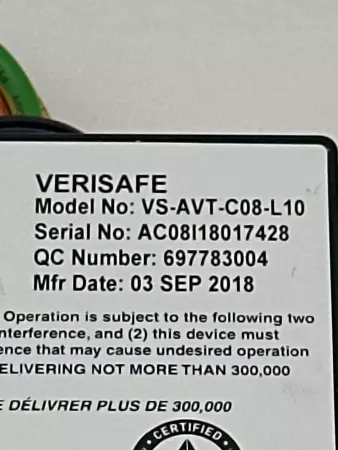 VERISAFE
Model No: VS-AVT-C08-L10
Serial No: AC08I18017428
QC Number: 697783004
Mfr Date: 03 SEP 2018
Operation is subject to the following two
nterference, and (2) this device must
ence that may cause undesired operation
ELIVERING NOT MORE THAN 300,000
E DÉLIVRER PLUS DE 300,000
CERTIFIED